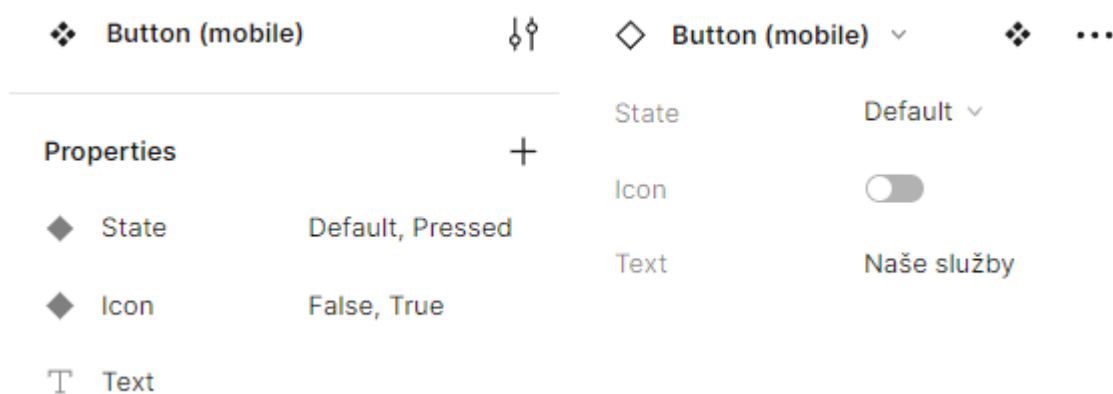 Button (mobile)
Properties
State Default, Pressed
Icon False, True
Text
Button (mobile)
State Default
Icon
Text Naše služby